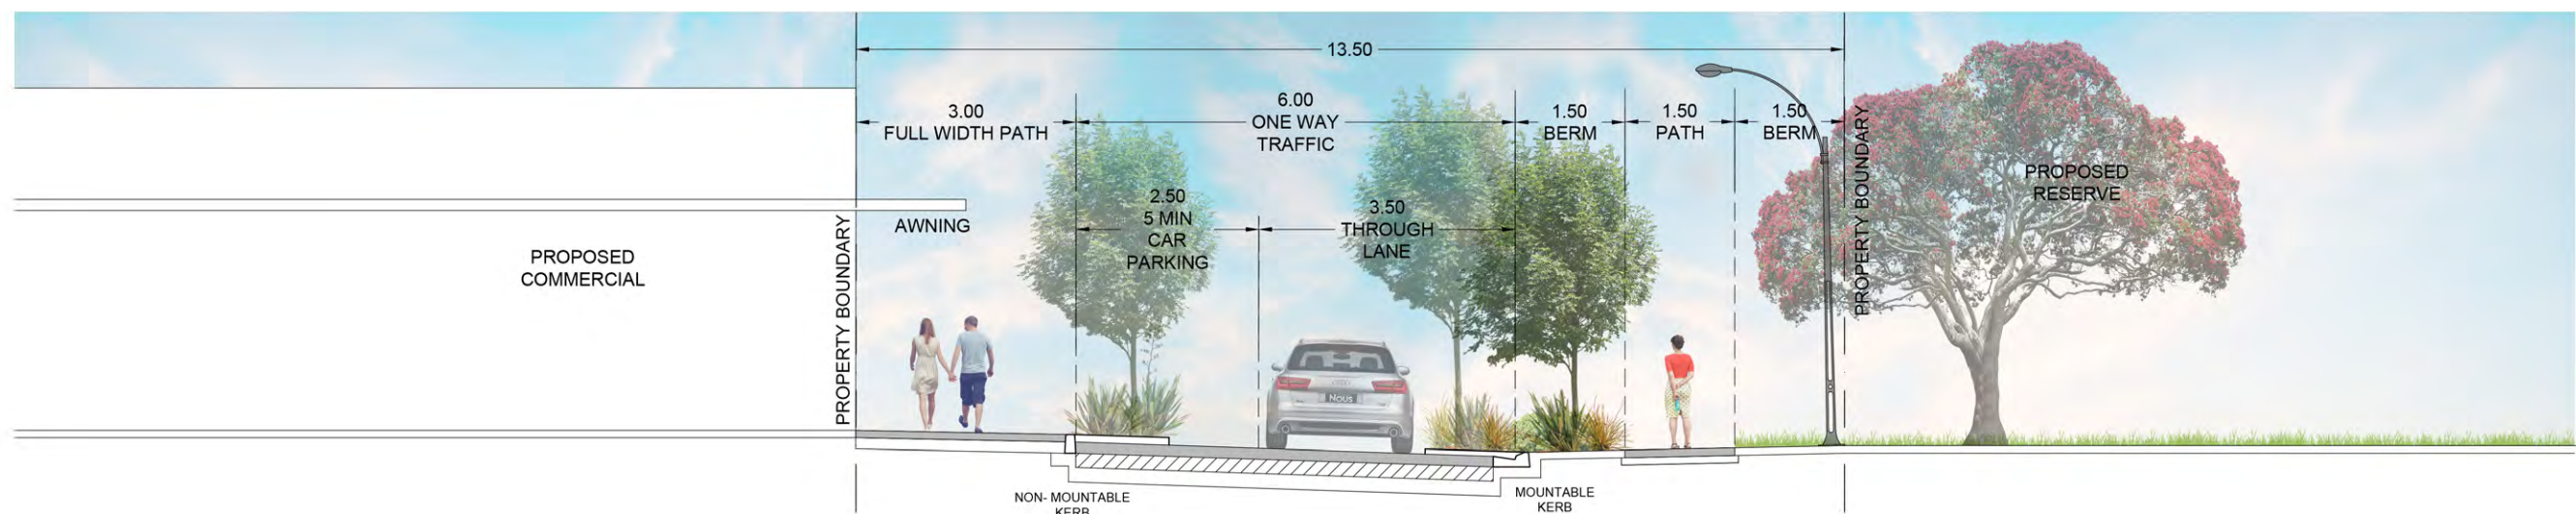 13.50
3.00
FULL WIDTH PATH
6.00
ONE WAY
TRAFFIC
1.50
BERM
1.50
PATH
1.50
BERM
2.50
5 MIN
CAR
PARKING
3.50
THROUGH
LANE
AWNING
PROPOSED
COMMERCIAL
PROPERTY BOUNDARY
PROPERTY BOUNDARY
PROPOSED
RESERVE
Nous
NON- MOUNTABLE
KERB
MOUNTABLE
KERB